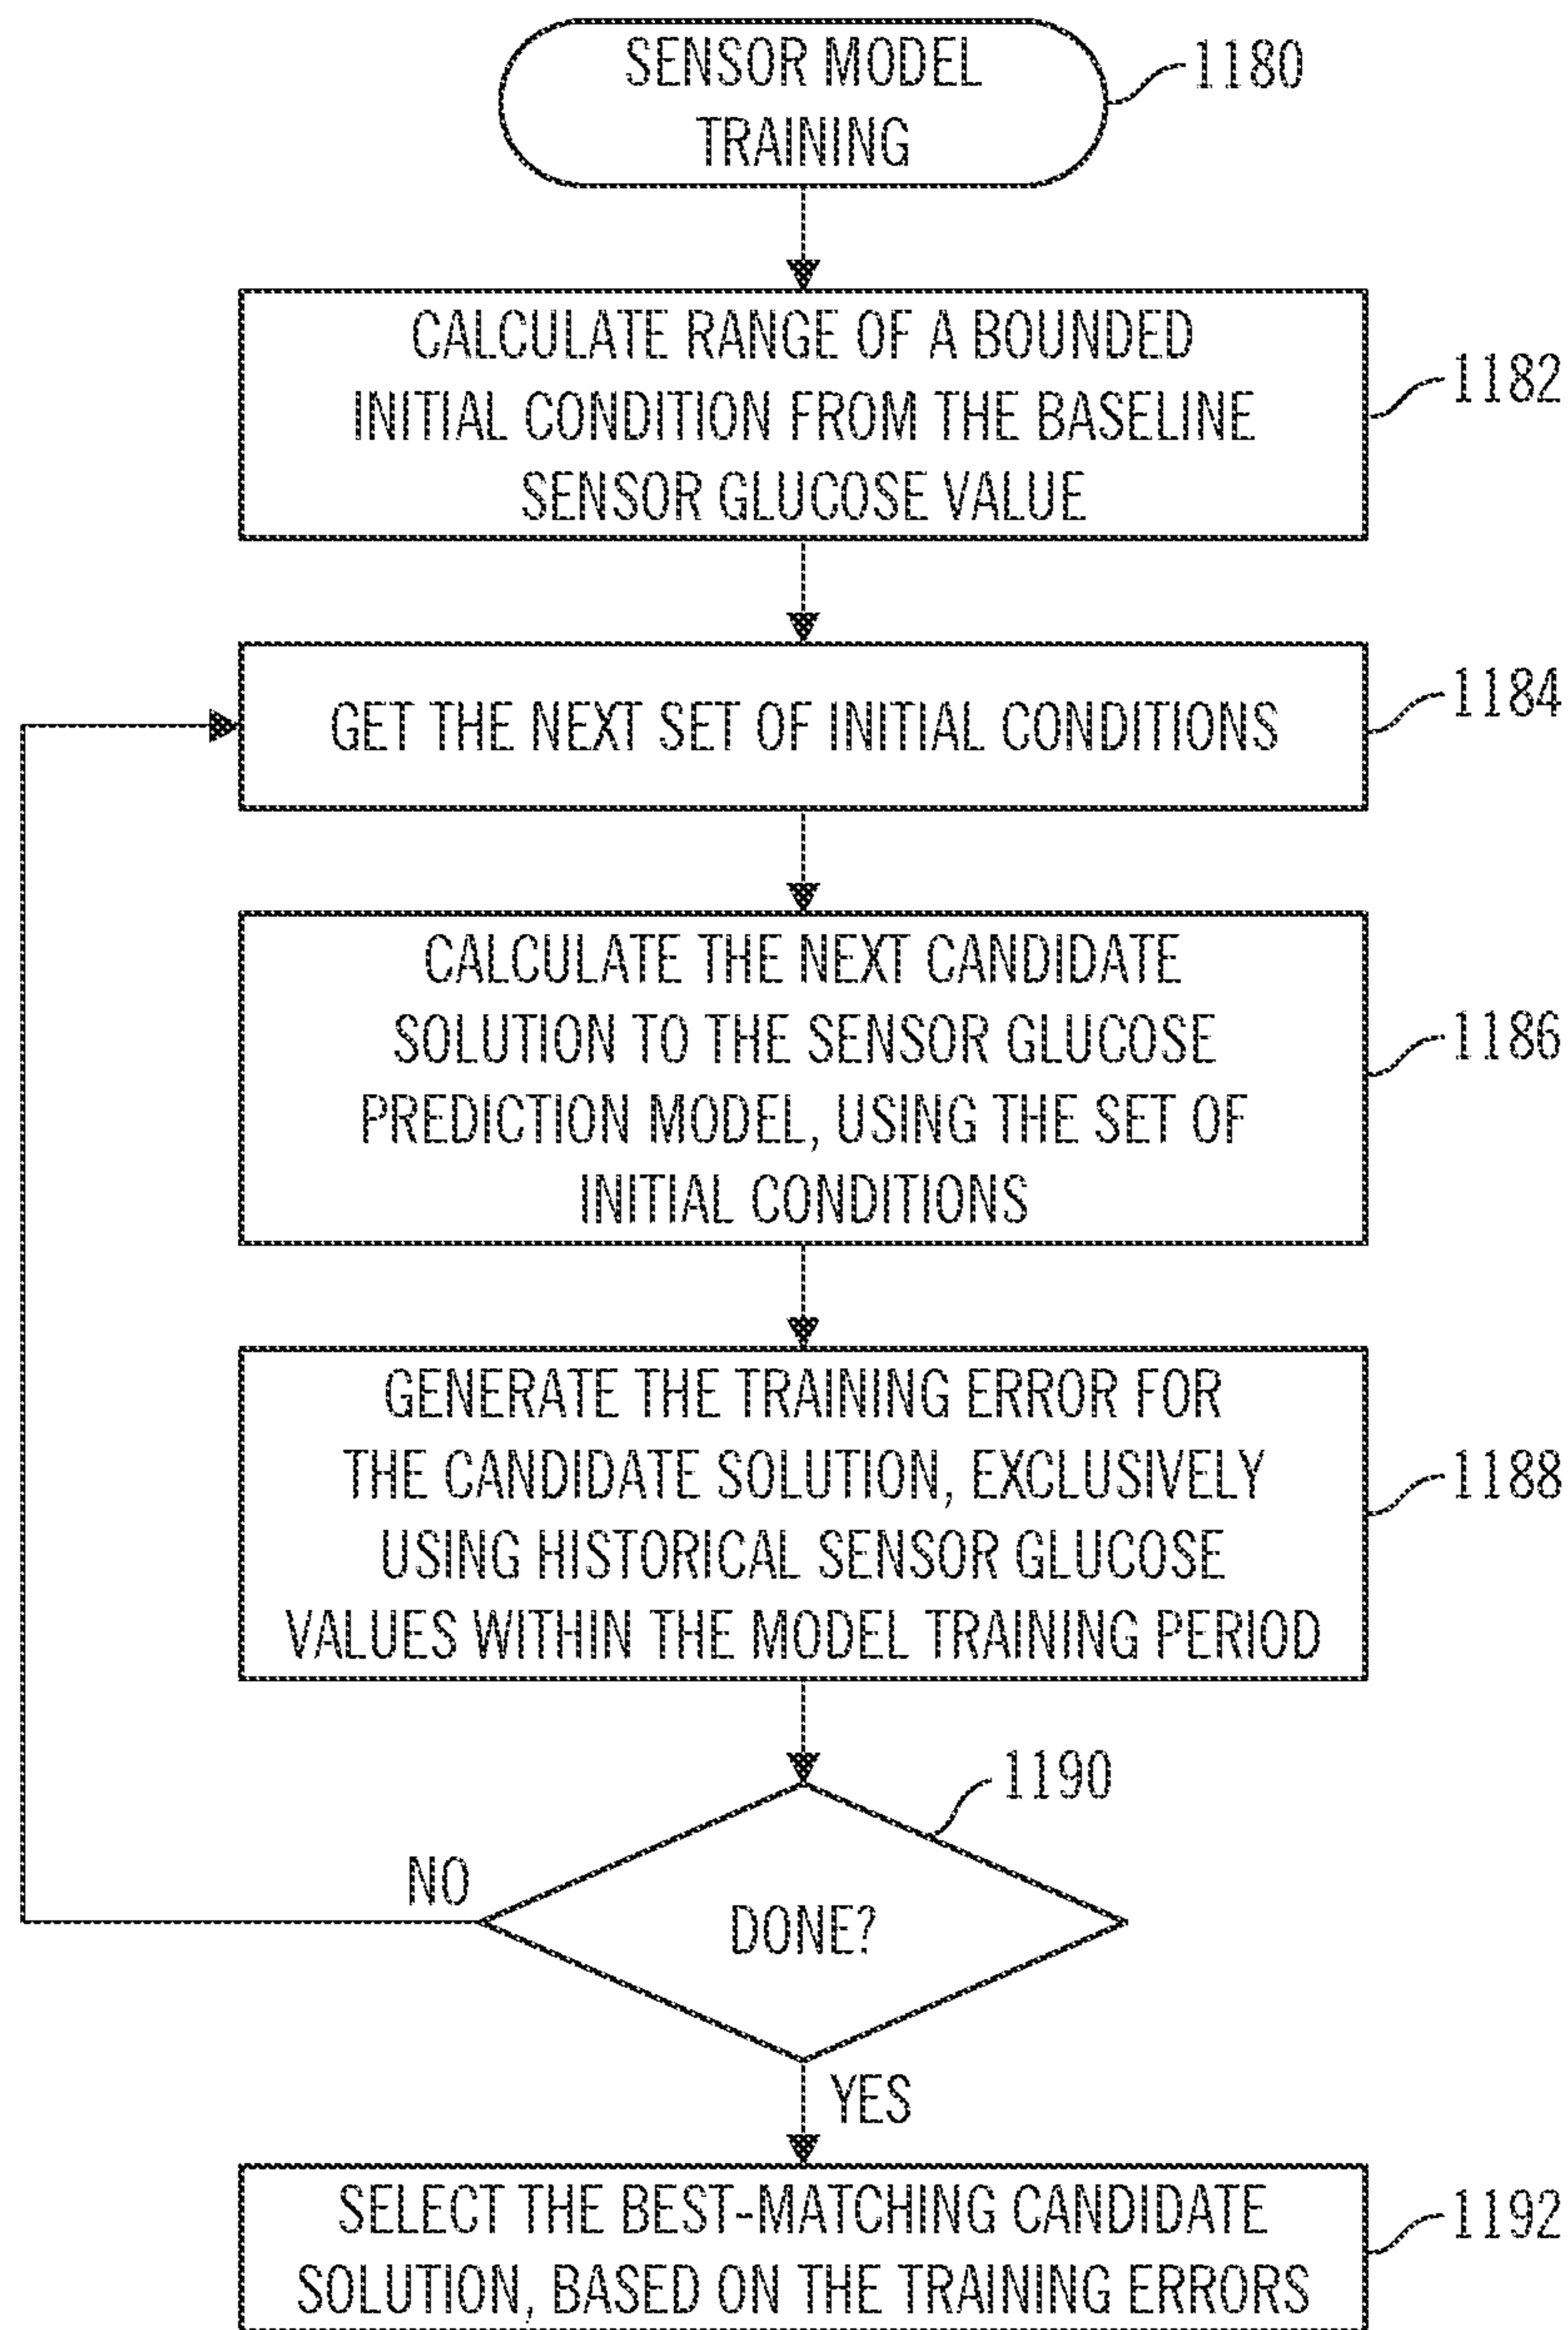 SENSOR MODEL
TRAINING
1180
CALCULATE RANGE OF A BOUNDED
INITIAL CONDITION FROM THE BASELINE
SENSOR GLUCOSE VALUE
1182
GET THE NEXT SET OF INITIAL CONDITIONS
1184
CALCULATE THE NEXT CANDIDATE
SOLUTION TO THE SENSOR GLUCOSE
PREDICTION MODEL, USING THE SET OF
INITIAL CONDITIONS
1186
GENERATE THE TRAINING ERROR FOR
THE CANDIDATE SOLUTION, EXCLUSIVELY
USING HISTORICAL SENSOR GLUCOSE
VALUES WITHIN THE MODEL TRAINING PERIOD
1188
1190
NO
DONE?
YES
SELECT THE BEST-MATCHING CANDIDATE
SOLUTION, BASED ON THE TRAINING ERRORS
1192